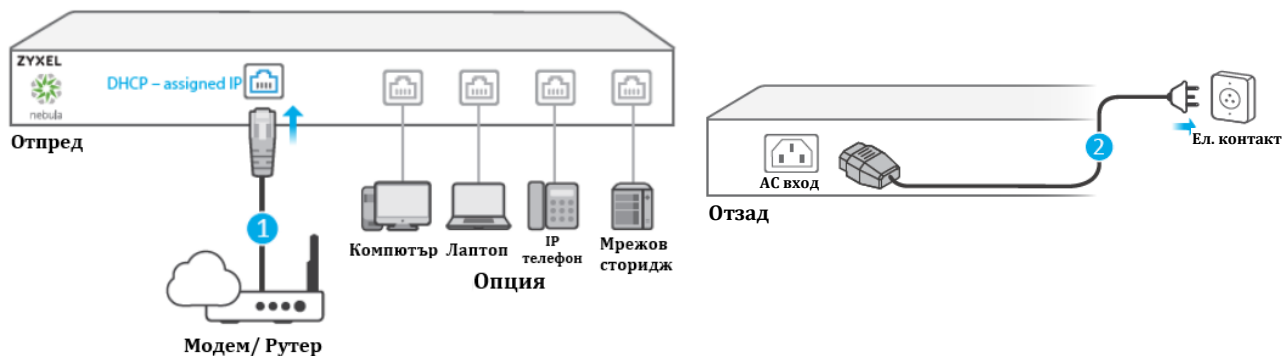 ZYXEL
nebula
DHCP – assigned IP
Отпред
1
Компютър
Лаптоп
IP
телефон
Мрежов
сторидж
Опция
Модем/ Рутер
АС вход
2
Ел. контакт
Отзад